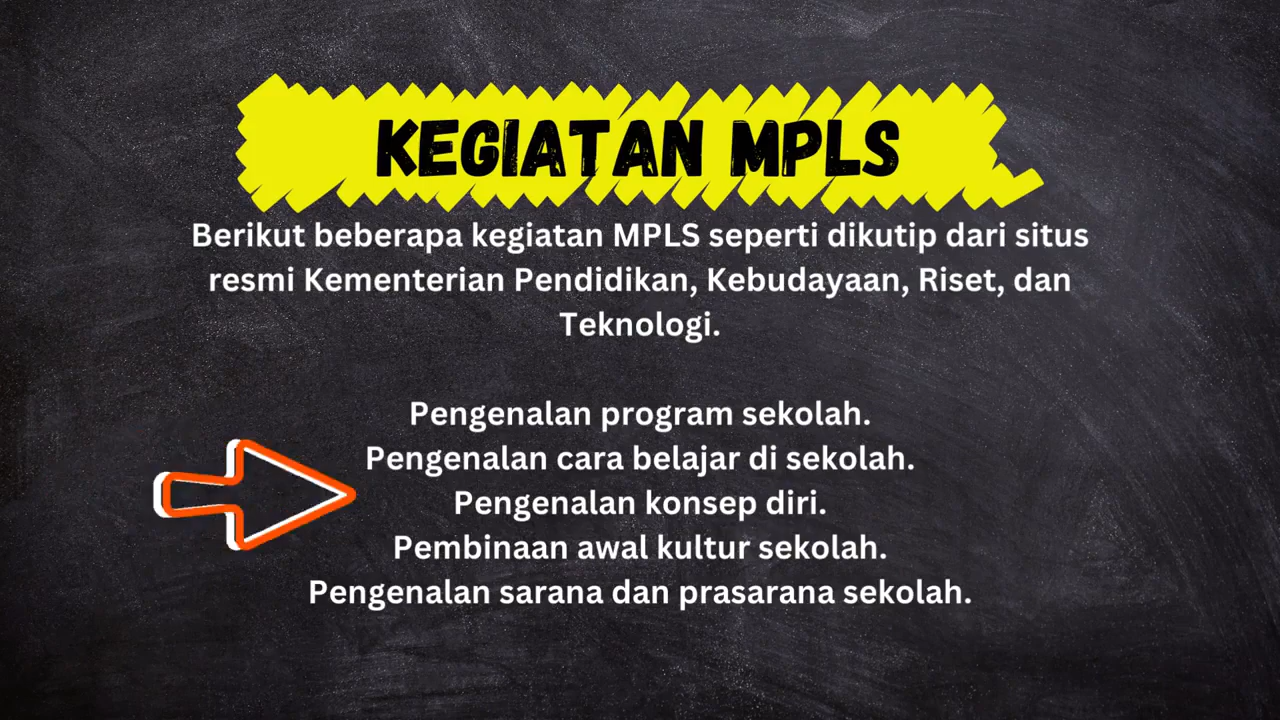 KEGIATAN MPLS
Berikut beberapa kegiatan MPLS seperti dikutip dari situs
resmi Kementerian Pendidikan, Kebudayaan, Riset, dan
Teknologi.
Pengenalan program sekolah.
Pengenalan cara belajar di sekolah.
Pengenalan konsep diri.
Pembinaan awal kultur sekolah.
Pengenalan sarana dan prasarana sekolah.